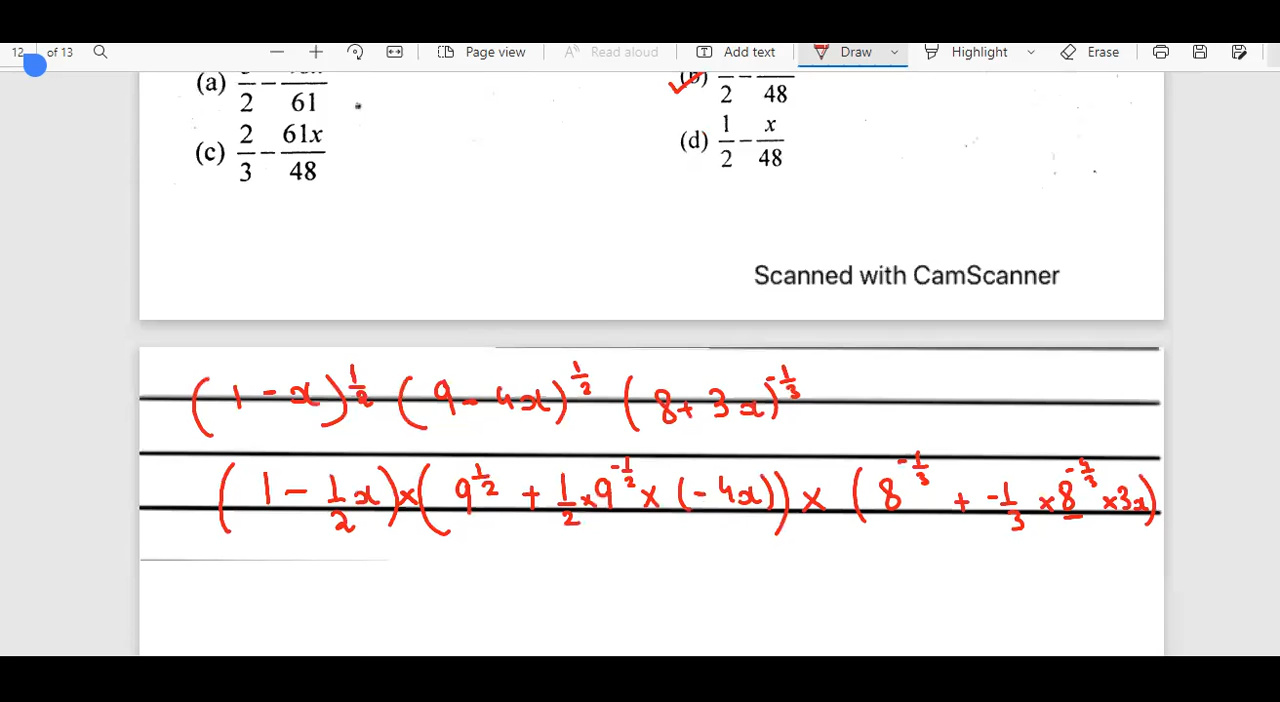 12 of 13 Page view Read aloud Add text Draw Highlight Erase
(a) 2/2 − /61 (b) /2 − /48
(c) 2/3 − 61x/48 (d) 1/2 − x/48
Scanned with CamScanner
(1 − x)^1/2 (9 − 4x)^1/2 (8 + 3x)^-1/3
(1 − 1/2 x) × (9^1/2 + 1/2 × 9^-1/2 × (−4x)) × (8^-1/3 + -1/3 × 8^-4/3 × 3x)